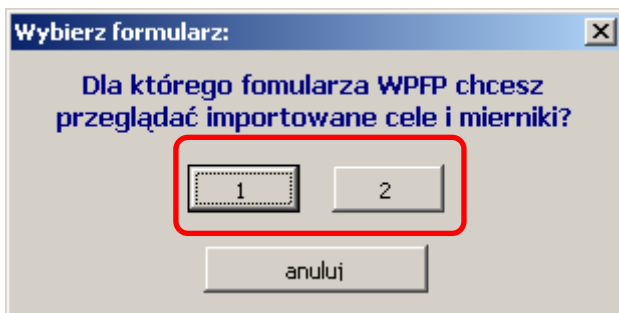 Wybierz formularz:
Dla którego fomularza WPFP chcesz
przeglądać importowane cele i mierniki?
1 2
anuluj